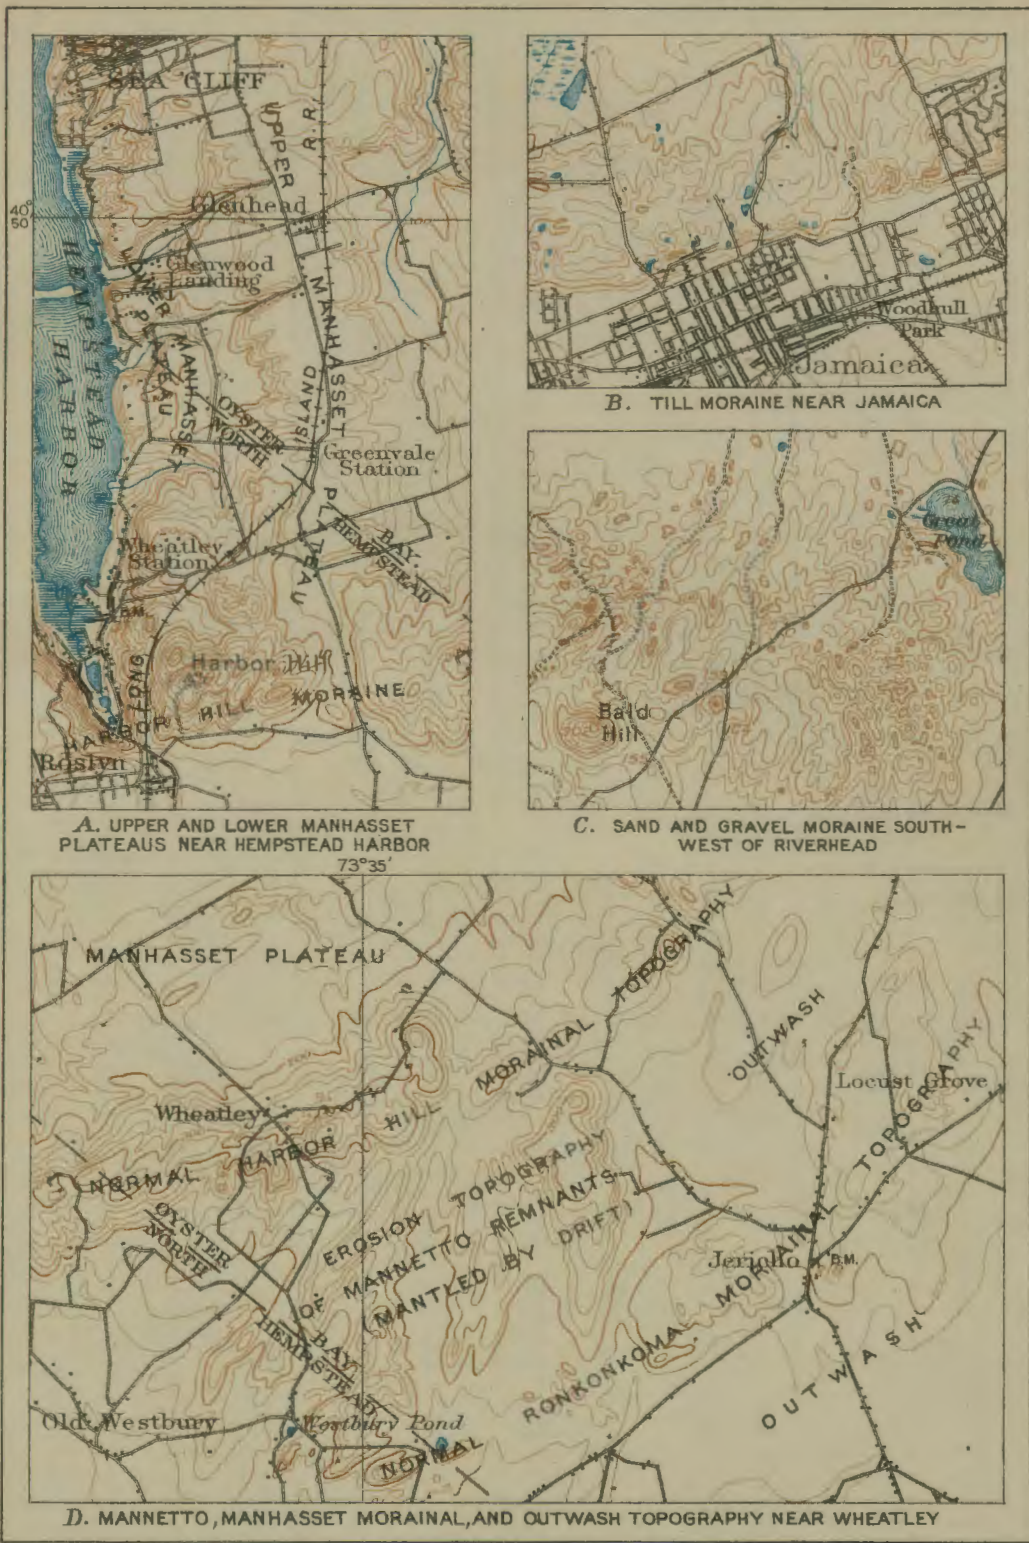 SEA CLIFF
UPPER MANHASSET PLATEAU
R.R.
40°
50'
Glenhead
HEMPSTEAD
HARBOR
LOWER MANHASSET
PLATEAU
Glenwood
Landing
OYSTER BAY
NORTH HEMPSTEAD
ISLAND
Greenvale
Station
Wheatley
Station
B.M.
LONG
Harbor Hill
HARBOR HILL MORAINE
Roslyn
A. UPPER AND LOWER MANHASSET
PLATEAUS NEAR HEMPSTEAD HARBOR
Woodhull
Park
Jamaica
B. TILL MORAINE NEAR JAMAICA
Great
Pond
Bald
Hill
C. SAND AND GRAVEL MORAINE SOUTH-
WEST OF RIVERHEAD
73°35'
MANHASSET PLATEAU
Wheatley
NORMAL HARBOR HILL MORAINAL TOPOGRAPHY
OUTWASH
Locust Grove
EROSION TOPOGRAPHY
OF MANNETTO REMNANTS
(MANTLED BY DRIFT)
OYSTER BAY
NORTH HEMPSTEAD
Jericho
B.M.
NORMAL RONKONKOMA MORAINAL TOPOGRAPHY
OUTWASH
Old Westbury
Westbury Pond
D. MANNETTO, MANHASSET MORAINAL, AND OUTWASH TOPOGRAPHY NEAR WHEATLEY